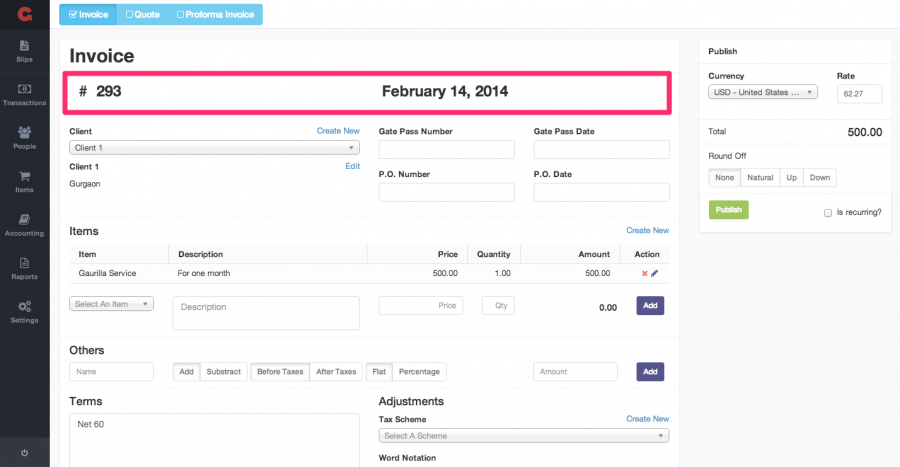 Invoice Quote Proforma Invoice
Slips
Transactions
People
Items
Accounting
Reports
Settings
Invoice
# 293 February 14, 2014
Client Create New Gate Pass Number Gate Pass Date
Client 1
Client 1 Edit P.O. Number P.O. Date
Gurgaon
Items Create New
Item Description Price Quantity Amount Action
Gaurilla Service For one month 500.00 1.00 500.00
Select An Item Description Price Qty 0.00 Add
Others
Name Add Substract Before Taxes After Taxes Flat Percentage Amount Add
Terms Adjustments
Net 60
Tax Scheme Create New
Select A Scheme
Word Notation
Publish
Currency Rate
USD - United States ... 62.27
Total 500.00
Round Off
None Natural Up Down
Publish Is recurring?